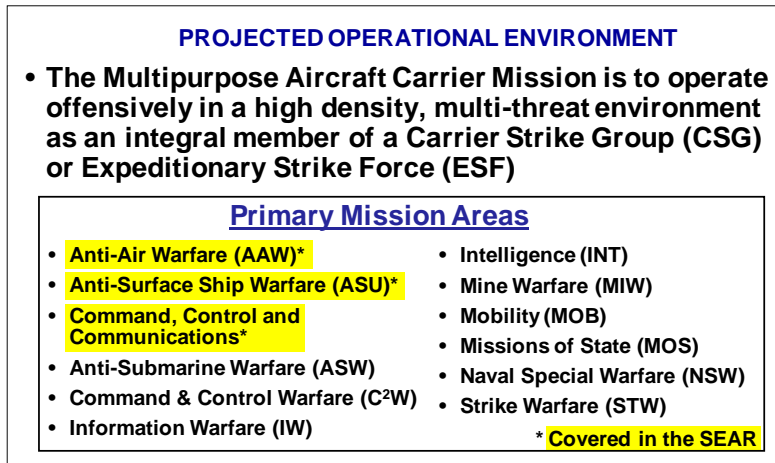 PROJECTED OPERATIONAL ENVIRONMENT
• The Multipurpose Aircraft Carrier Mission is to operate
offensively in a high density, multi-threat environment
as an integral member of a Carrier Strike Group (CSG)
or Expeditionary Strike Force (ESF)
Primary Mission Areas
• Anti-Air Warfare (AAW)*
• Anti-Surface Ship Warfare (ASU)*
• Command, Control and
Communications*
• Anti-Submarine Warfare (ASW)
• Command & Control Warfare (C²W)
• Information Warfare (IW)
• Intelligence (INT)
• Mine Warfare (MIW)
• Mobility (MOB)
• Missions of State (MOS)
• Naval Special Warfare (NSW)
• Strike Warfare (STW)
* Covered in the SEAR